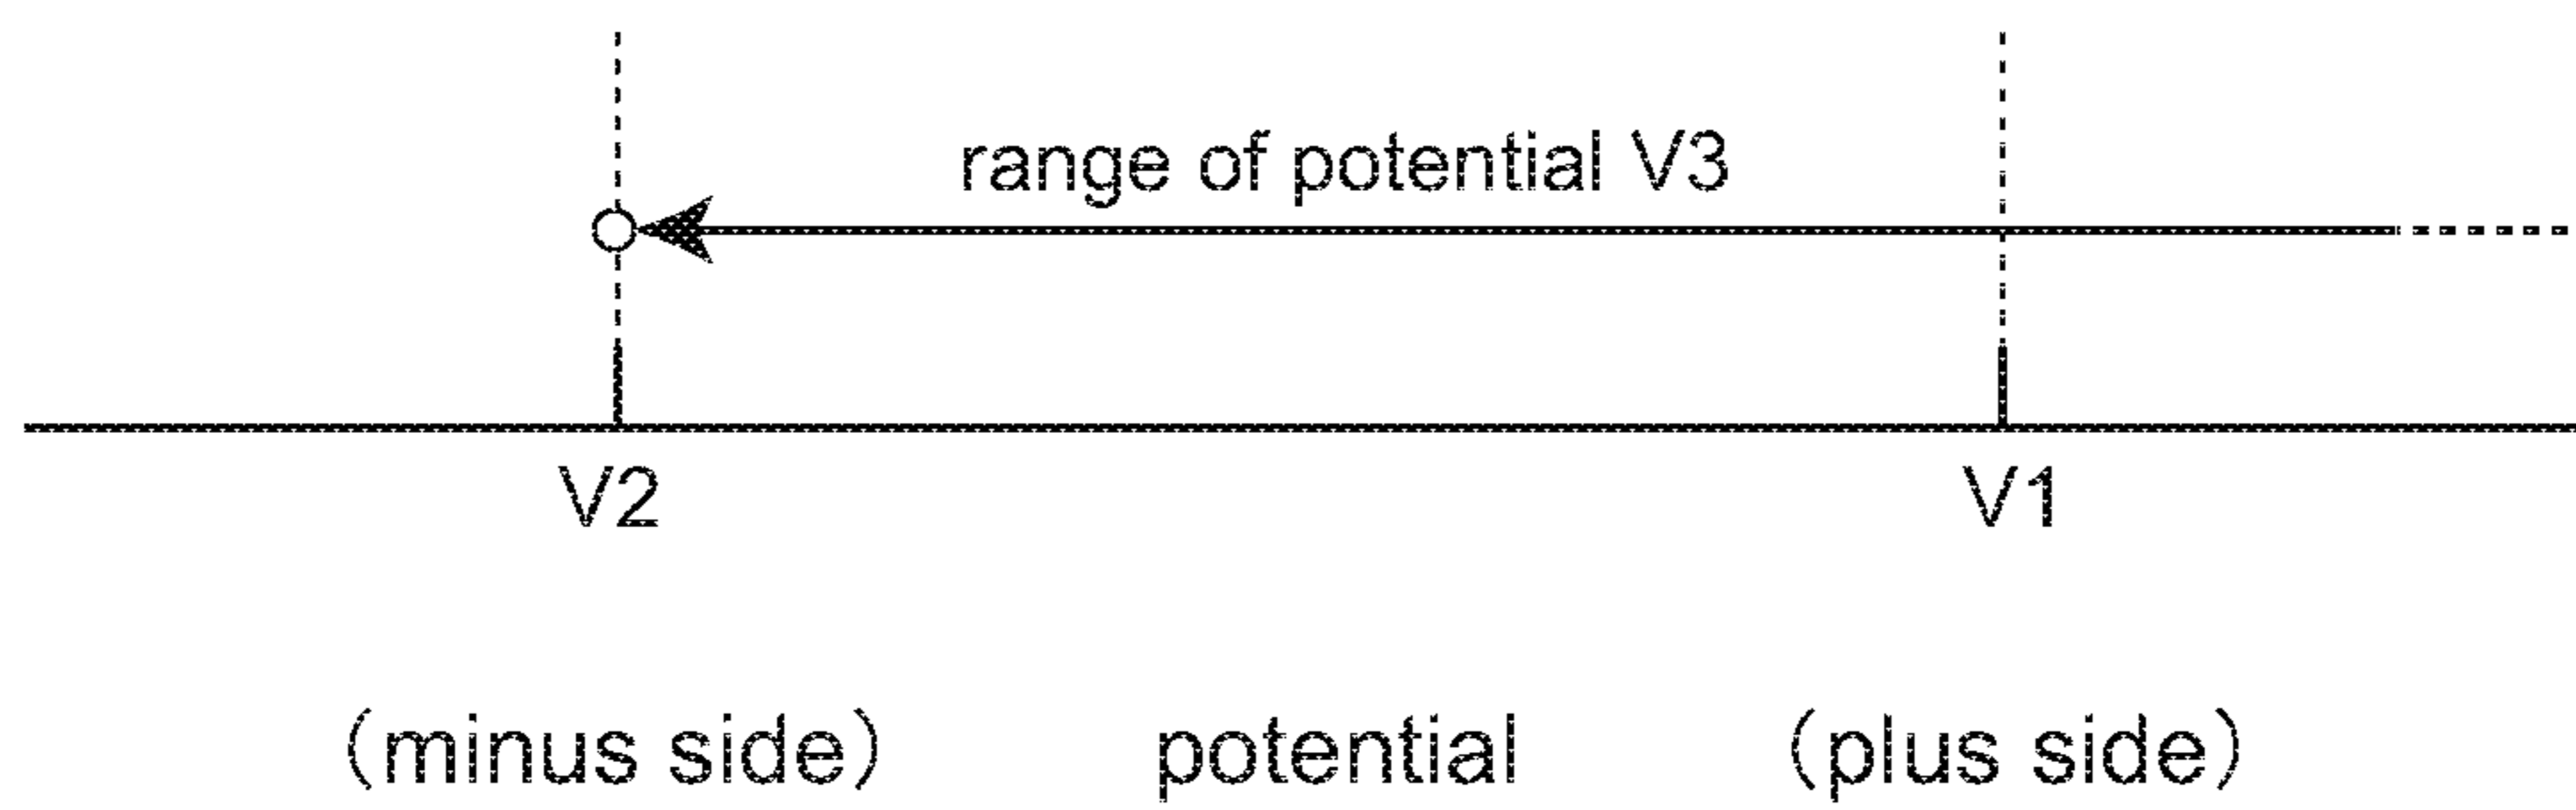 range of potential V3
V2 V1
(minus side) potential (plus side)